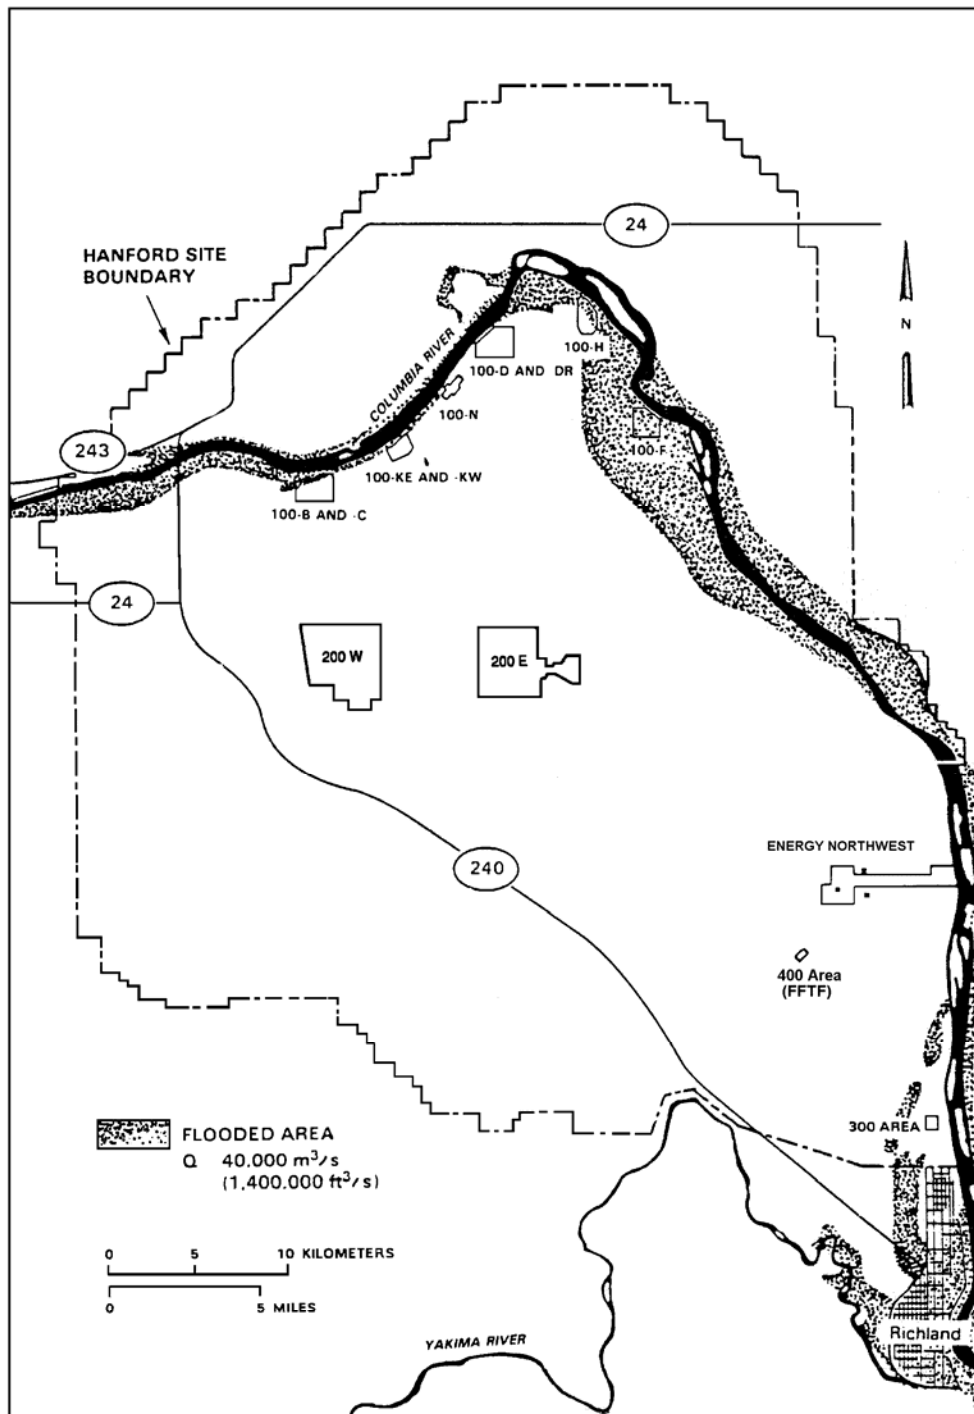 24
HANFORD SITE
BOUNDARY
N
COLUMBIA RIVER
100-H
100-D AND DR
100-N
243
100-F
100-KE AND -KW
100-B AND -C
24
200 W
200 E
ENERGY NORTHWEST
240
400 Area
(FFTF)
300 AREA
FLOODED AREA
Q 40.000 m³/s
(1,400.000 ft³/s)
0 5 10 KILOMETERS
0 5 MILES
Richland
YAKIMA RIVER